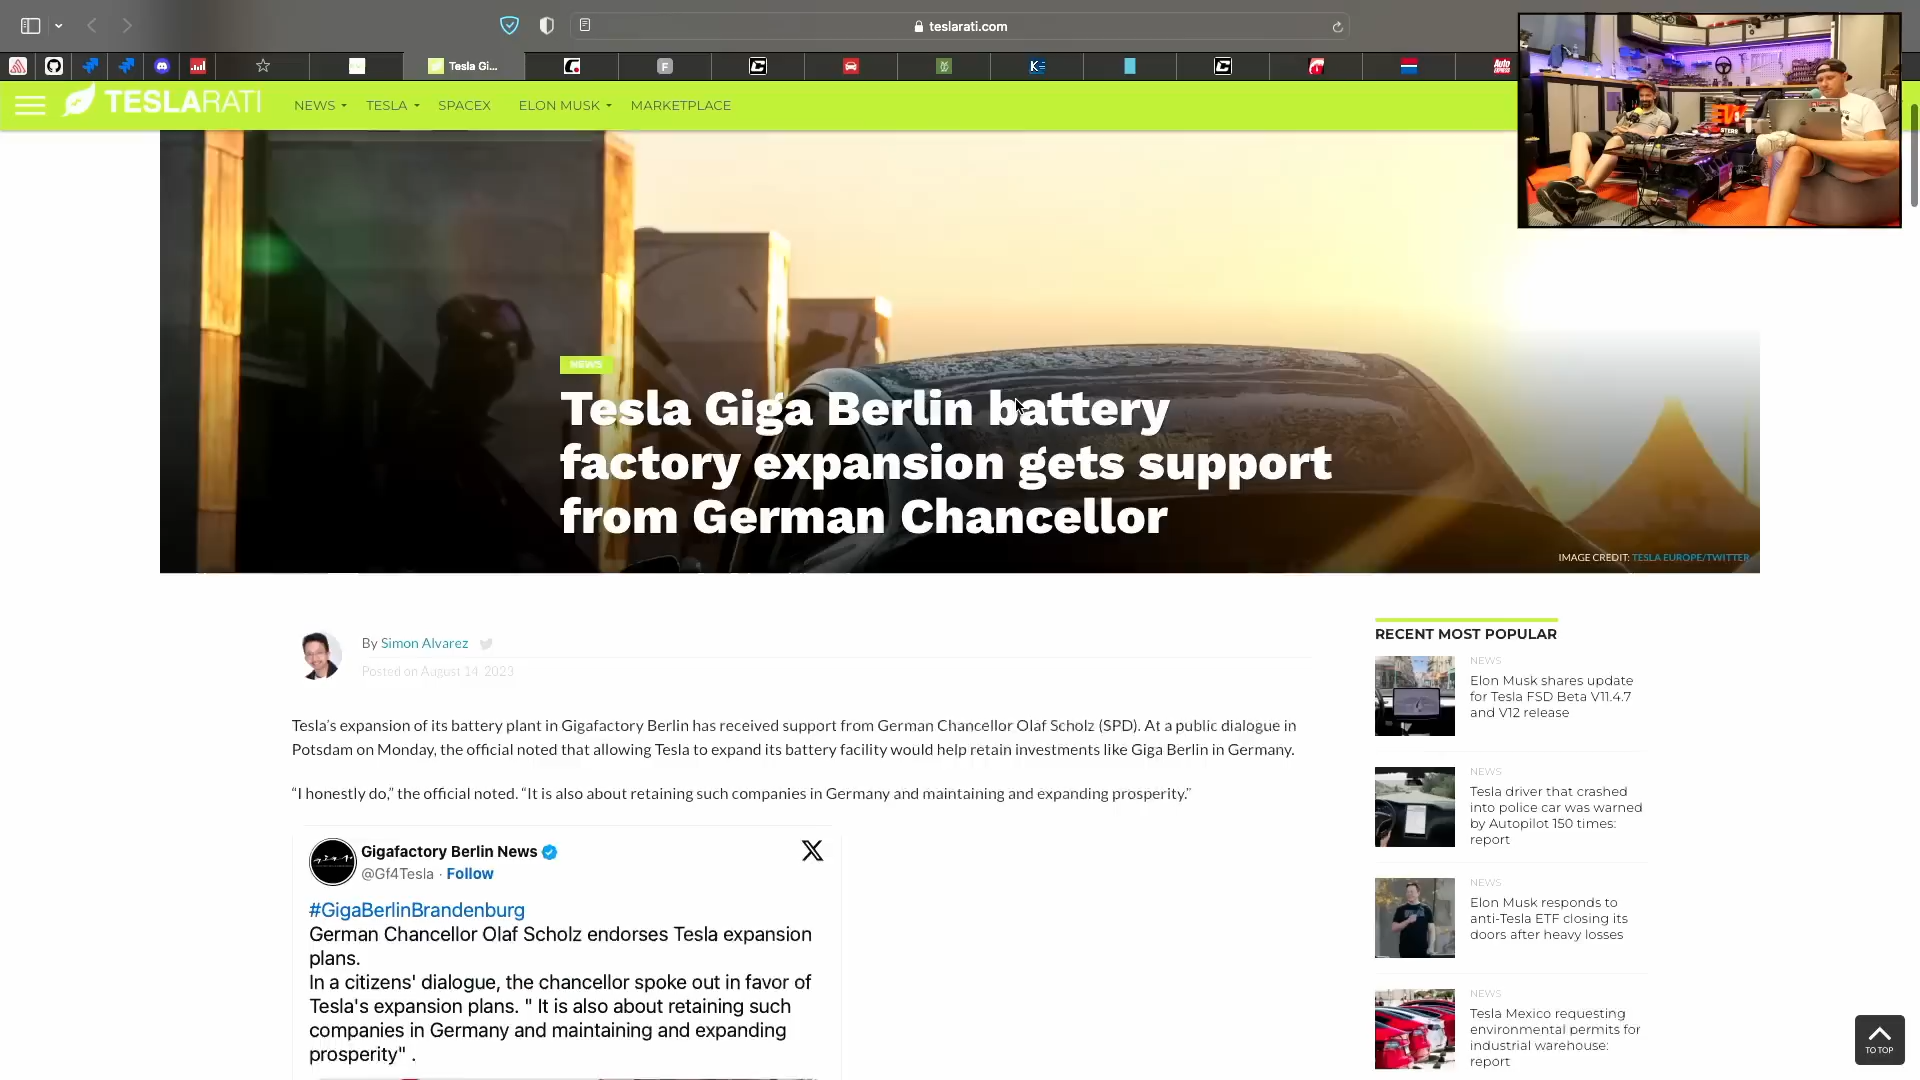 teslarati.com
Tesla Gi...
TESLARATI
NEWS
TESLA
SPACEX
ELON MUSK
MARKETPLACE
NEWS
Tesla Giga Berlin battery
factory expansion gets support
from German Chancellor
IMAGE CREDIT: TESLA EUROPE/TWITTER
By Simon Alvarez
Posted on August 14, 2023
Tesla’s expansion of its battery plant in Gigafactory Berlin has received support from German Chancellor Olaf Scholz (SPD). At a public dialogue in
Potsdam on Monday, the official noted that allowing Tesla to expand its battery facility would help retain investments like Giga Berlin in Germany.
“I honestly do,” the official noted. “It is also about retaining such companies in Germany and maintaining and expanding prosperity.”
Gigafactory Berlin News
@Gf4Tesla · Follow
#GigaBerlinBrandenburg
German Chancellor Olaf Scholz endorses Tesla expansion
plans.
In a citizens' dialogue, the chancellor spoke out in favor of
Tesla's expansion plans. " It is also about retaining such
companies in Germany and maintaining and expanding
prosperity" .
RECENT MOST POPULAR
NEWS
Elon Musk shares update
for Tesla FSD Beta V11.4.7
and V12 release
NEWS
Tesla driver that crashed
into police car was warned
by Autopilot 150 times:
report
NEWS
Elon Musk responds to
anti-Tesla ETF closing its
doors after heavy losses
NEWS
Tesla Mexico requesting
environmental permits for
industrial warehouse:
report
TO TOP